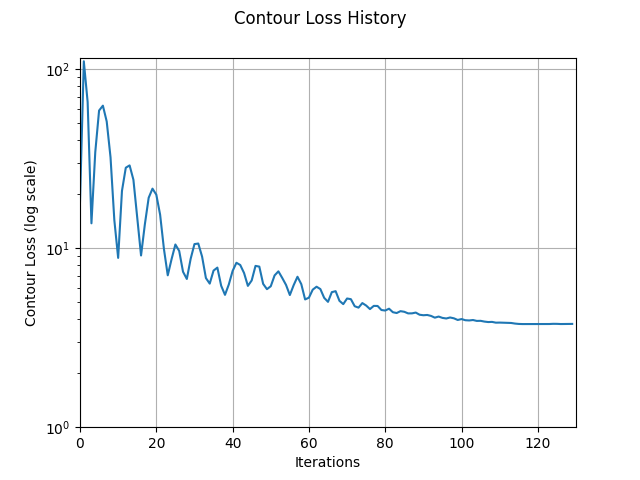 Contour Loss History
Contour Loss (log scale)
10²
10¹
10⁰
0 20 40 60 80 100 120
Iterations